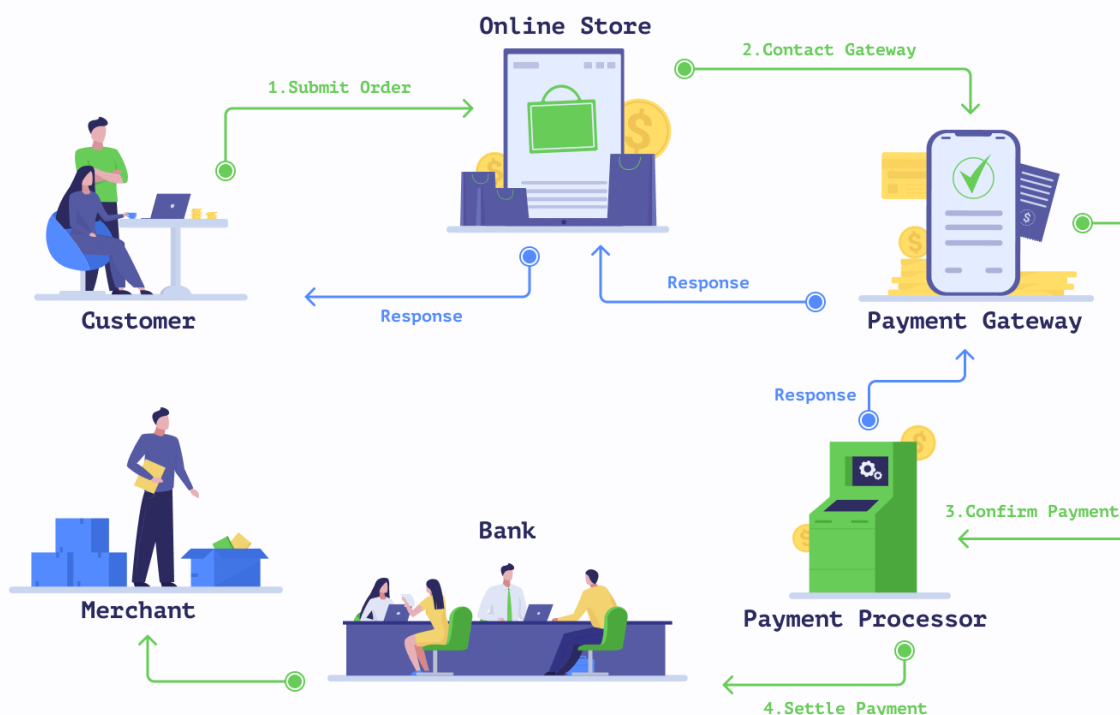 Online Store
2.Contact Gateway
1.Submit Order
$
$
$
$
Response
Response
Customer
Payment Gateway
Response
$
3.Confirm Payment
$
Bank
Merchant
Payment Processor
4.Settle Payment